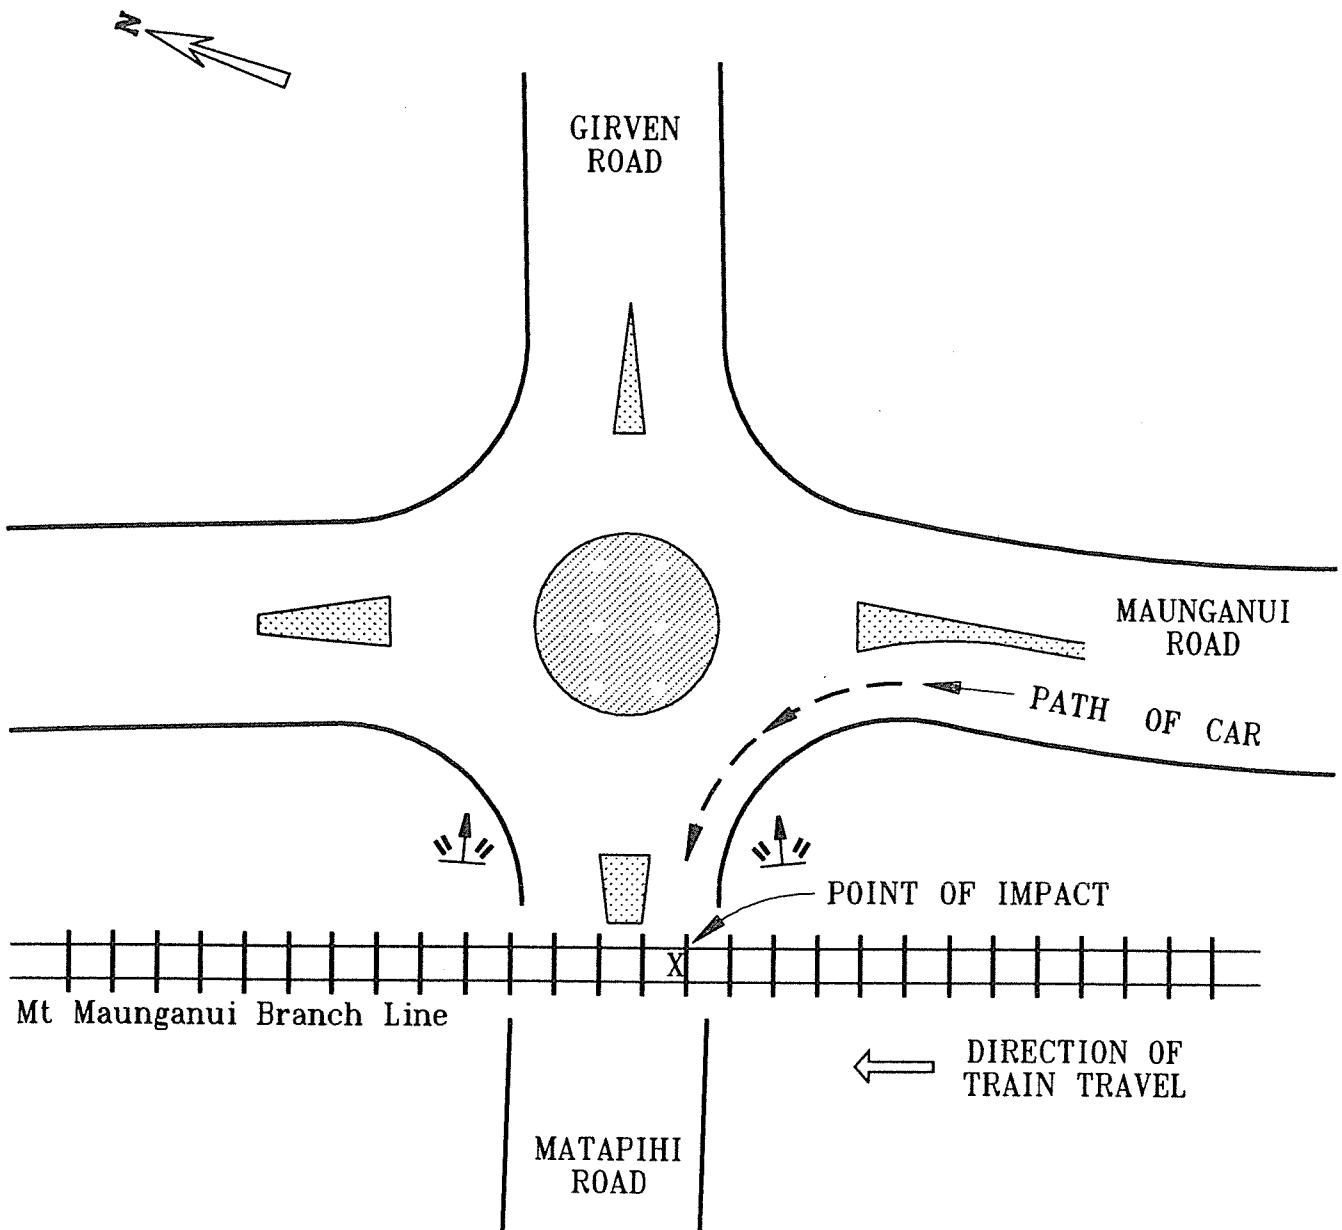 N
GIRVEN
ROAD
MAUNGANUI
ROAD
PATH OF CAR
POINT OF IMPACT
X
Mt Maunganui Branch Line
DIRECTION OF
TRAIN TRAVEL
MATAPIHI
ROAD